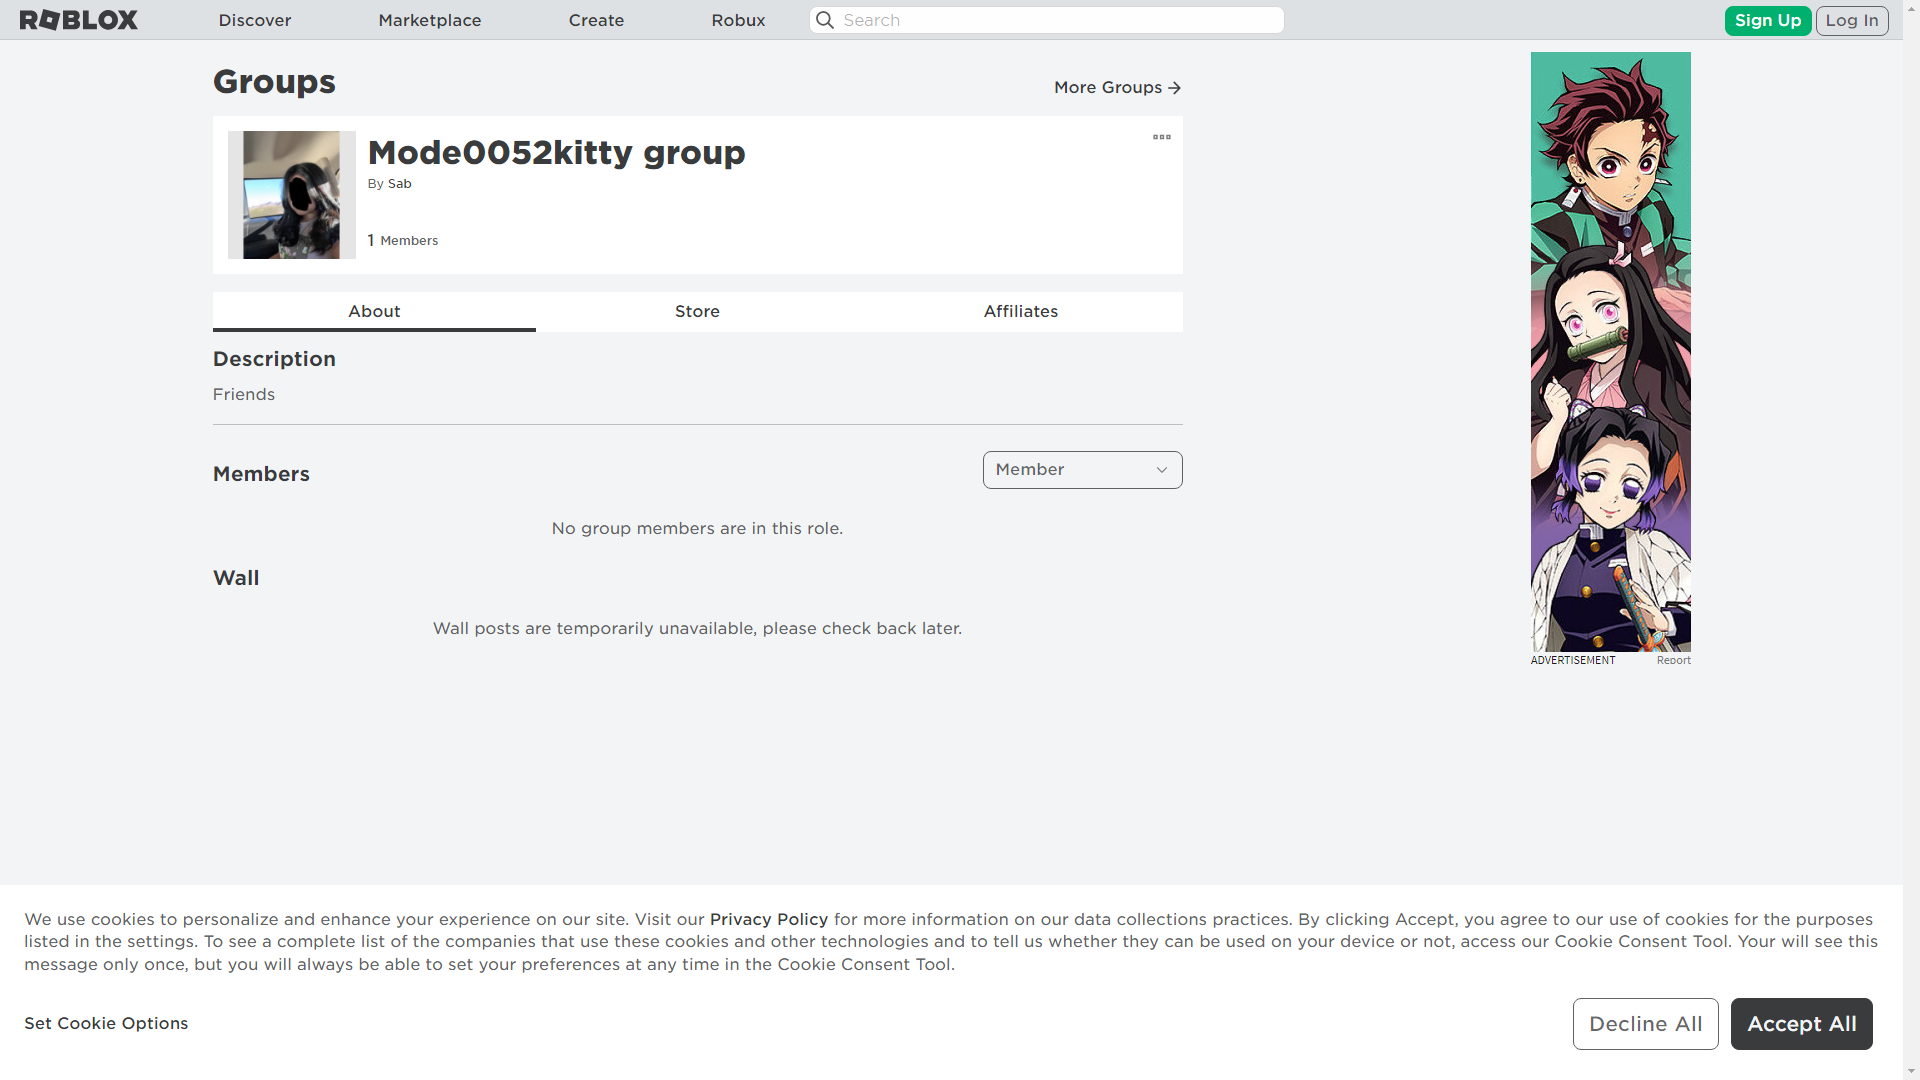 ROBLOX
Discover
Marketplace
Create
Robux
Search
Sign Up
Log In
Groups
More Groups
Mode0052kitty group
By Sab
1 Members
About
Store
Affiliates
Description
Friends
Members
Member
No group members are in this role.
Wall
Wall posts are temporarily unavailable, please check back later.
ADVERTISEMENT
Report
We use cookies to personalize and enhance your experience on our site. Visit our Privacy Policy for more information on our data collections practices. By clicking Accept, you agree to our use of cookies for the purposes
listed in the settings. To see a complete list of the companies that use these cookies and other technologies and to tell us whether they can be used on your device or not, access our Cookie Consent Tool. Your will see this
message only once, but you will always be able to set your preferences at any time in the Cookie Consent Tool.
Set Cookie Options
Decline All
Accept All